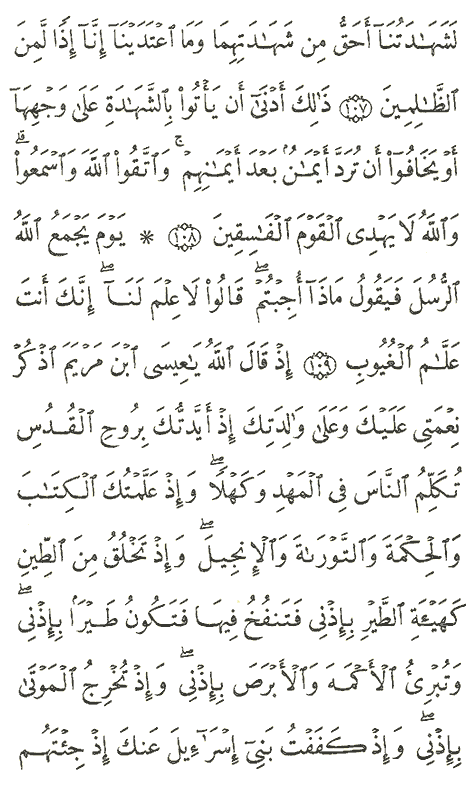 لَشَهَٰدَتُنَآ أَحَقُّ مِن شَهَٰدَتِهِمَا وَمَا ٱعۡتَدَيۡنَآ إِنَّآ إِذٗا لَّمِنَ
ٱلظَّٰلِمِينَ ۝١٠٧ ذَٰلِكَ أَدۡنَىٰٓ أَن يَأۡتُواْ بِٱلشَّهَٰدَةِ عَلَىٰ وَجۡهِهَآ
أَوۡ يَخَافُوٓاْ أَن تُرَدَّ أَيۡمَٰنُۢ بَعۡدَ أَيۡمَٰنِهِمۡۚ وَٱتَّقُواْ ٱللَّهَ وَٱسۡمَعُواْۗ
وَٱللَّهُ لَا يَهۡدِي ٱلۡقَوۡمَ ٱلۡفَٰسِقِينَ ۝١٠٨ * يَوۡمَ يَجۡمَعُ ٱللَّهُ
ٱلرُّسُلَ فَيَقُولُ مَاذَآ أُجِبۡتُمۡۖ قَالُواْ لَا عِلۡمَ لَنَآۖ إِنَّكَ أَنتَ
عَلَّٰمُ ٱلۡغُيُوبِ ۝١٠٩ إِذۡ قَالَ ٱللَّهُ يَٰعِيسَى ٱبۡنَ مَرۡيَمَ ٱذۡكُرۡ
نِعۡمَتِي عَلَيۡكَ وَعَلَىٰ وَٰلِدَتِكَ إِذۡ أَيَّدتُّكَ بِرُوحِ ٱلۡقُدُسِ
تُكَلِّمُ ٱلنَّاسَ فِي ٱلۡمَهۡدِ وَكَهۡلٗاۖ وَإِذۡ عَلَّمۡتُكَ ٱلۡكِتَٰبَ
وَٱلۡحِكۡمَةَ وَٱلتَّوۡرَىٰةَ وَٱلۡإِنجِيلَۖ وَإِذۡ تَخۡلُقُ مِنَ ٱلطِّينِ
كَهَيۡـَٔةِ ٱلطَّيۡرِ بِإِذۡنِي فَتَنفُخُ فِيهَا فَتَكُونُ طَيۡرَۢا بِإِذۡنِيۖ
وَتُبۡرِئُ ٱلۡأَكۡمَهَ وَٱلۡأَبۡرَصَ بِإِذۡنِيۖ وَإِذۡ تُخۡرِجُ ٱلۡمَوۡتَىٰ
بِإِذۡنِيۖ وَإِذۡ كَفَفۡتُ بَنِيٓ إِسۡرَٰٓءِيلَ عَنكَ إِذۡ جِئۡتَهُم